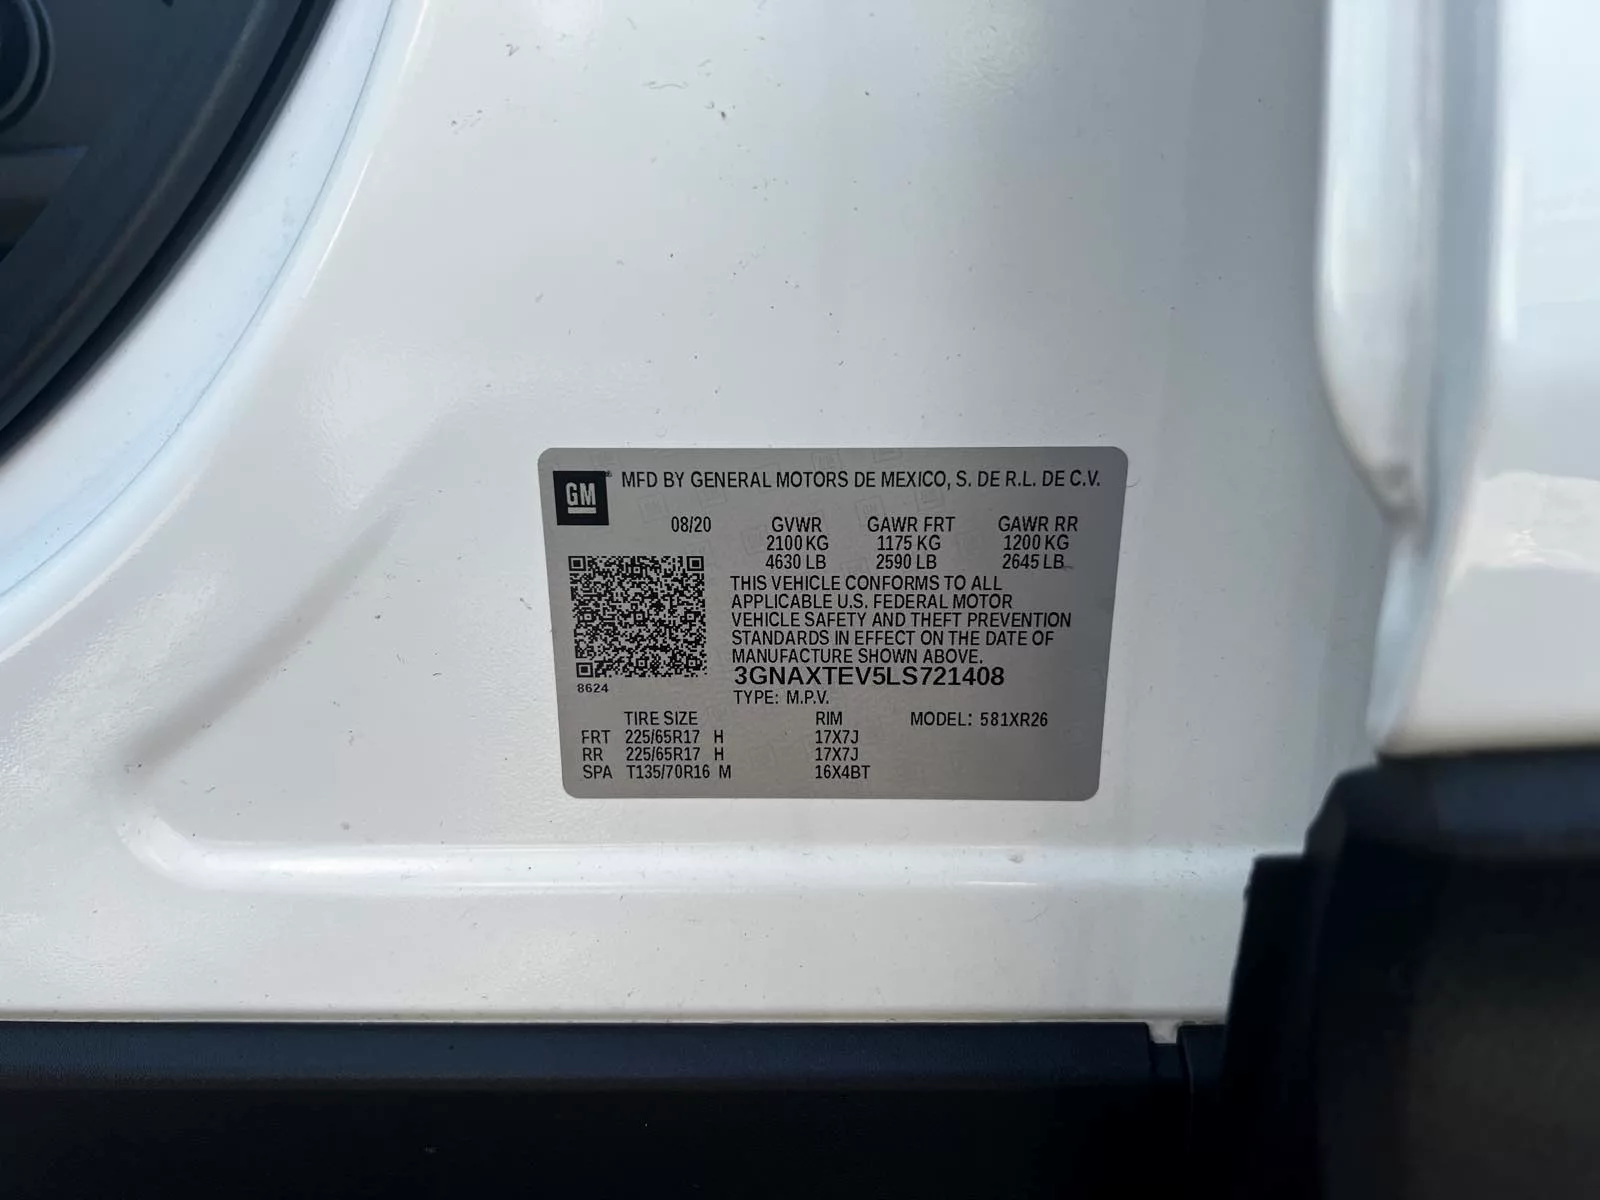 GM
MFD BY GENERAL MOTORS DE MEXICO, S. DE R.L. DE C.V.
08/20 GVWR GAWR FRT GAWR RR
2100 KG 1175 KG 1200 KG
4630 LB 2590 LB 2645 LB
THIS VEHICLE CONFORMS TO ALL
APPLICABLE U.S. FEDERAL MOTOR
VEHICLE SAFETY AND THEFT PREVENTION
STANDARDS IN EFFECT ON THE DATE OF
MANUFACTURE SHOWN ABOVE.
3GNAXTEV5LS721408
8624
TYPE: M.P.V.
TIRE SIZE RIM MODEL: 581XR26
FRT 225/65R17 H 17X7J
RR 225/65R17 H 17X7J
SPA T135/70R16 M 16X4BT